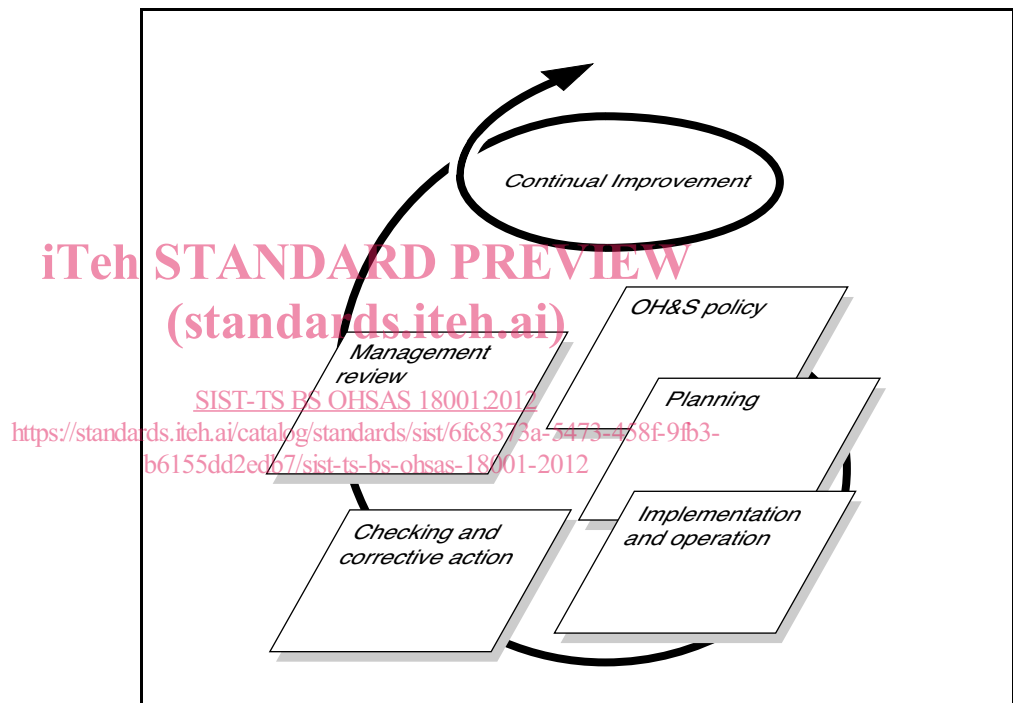 Continual Improvement
iTeh STANDARD PREVIEW
(standards.iteh.ai)
OH&S policy
Management
review
Planning
SIST-TS BS OHSAS 18001:2012
https://standards.iteh.ai/catalog/standards/sist/6fc8373a-5473-458f-9fb3-
b6155dd2edb7/sist-ts-bs-ohsas-18001-2012
Implementation
and operation
Checking and
corrective action